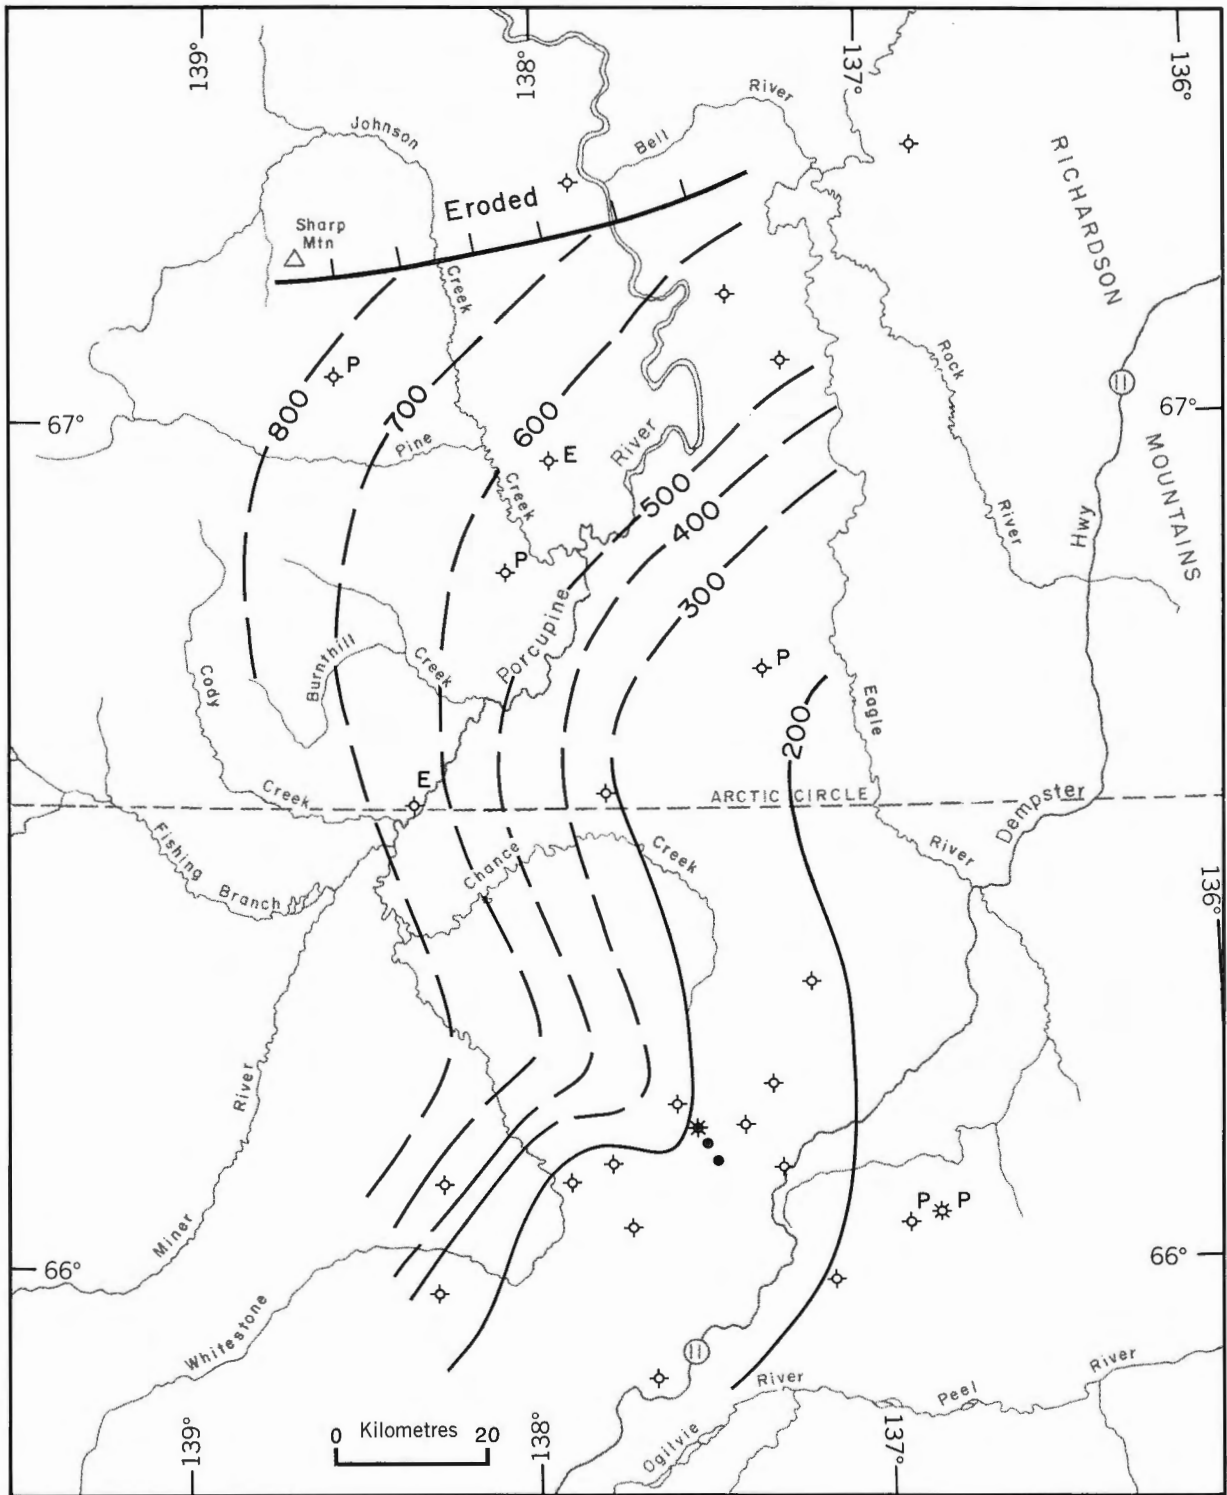 139°
138°
137°
136°
River
Bell
Johnson
RICHARDSON
Eroded
Sharp
Mtn
Creek
Rock
P
11
800
700
600
67°
67°
Pine
E
River
MOUNTAINS
Creek
500
400
River
Hwy
P
300
Porcupine
Burnthill
Creek
P
Cody
Eagle
200
E
Creek
ARCTIC CIRCLE
Dempster
Fishing
Branch
Chance
Creek
River
136°
River
Miner
P
P
66°
66°
Whitestone
11
River
Peel
River
Ogilvie
0 Kilometres 20
139°
138°
137°